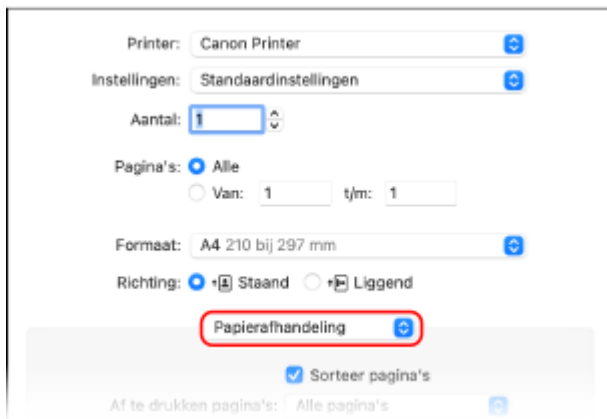 Printer: Canon Printer
Instellingen: Standaardinstellingen
Aantal: 1
Pagina's: Alle
Van: 1 t/m: 1
Formaat: A4 210 bij 297 mm
Richting: Staand Liggend
Papierafhandeling
Sorteer pagina's
Af te drukken pagina's: Alle pagina's